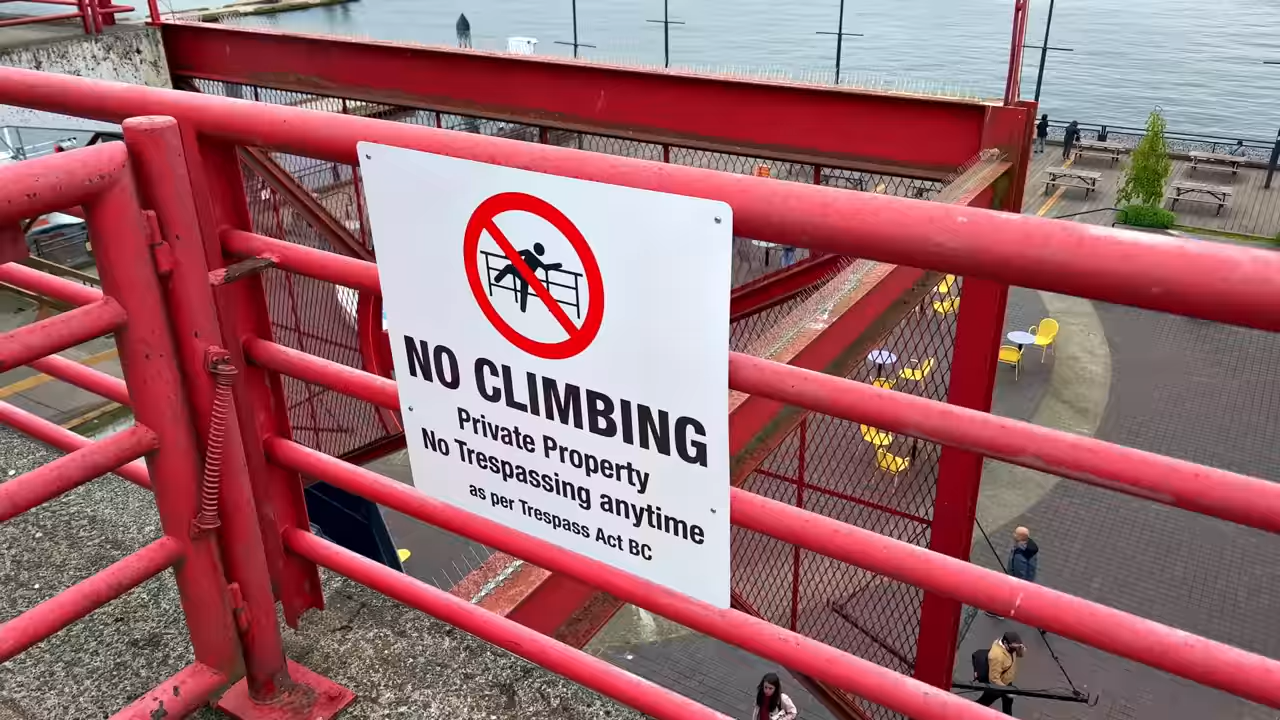 NO CLIMBING
Private Property
No Trespassing anytime
as per Trespass Act BC